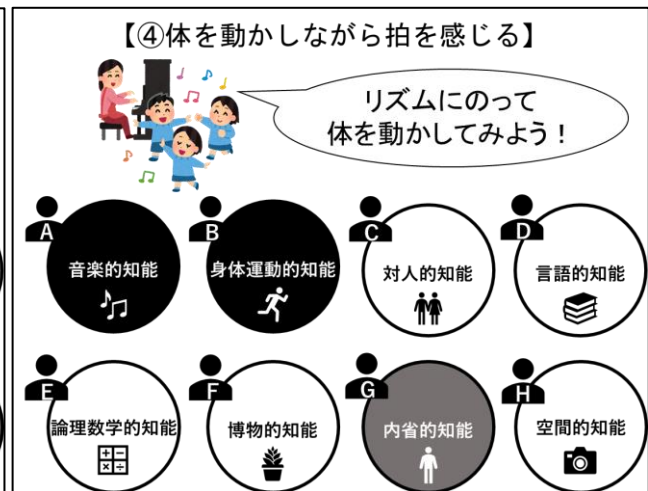 【④体を動かしながら拍を感じる】
リズムにのって
体を動かしてみよう！
A
音楽的知能
B
身体運動的知能
C
対人的知能
D
言語的知能
E
論理数学的知能
F
博物的知能
G
内省的知能
H
空間的知能